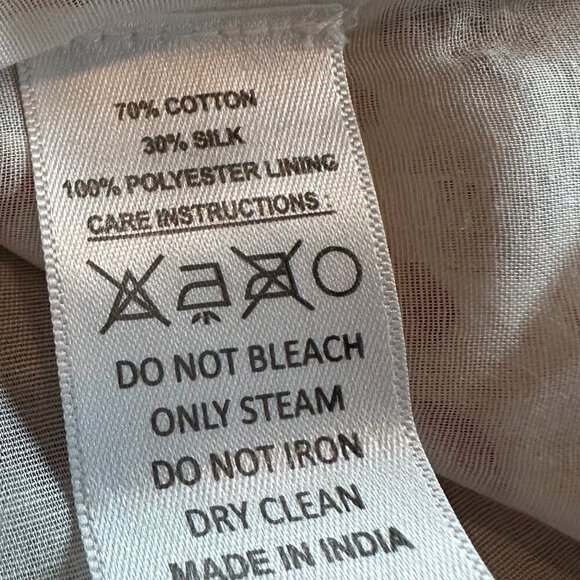 70% COTTON
30% SILK
100% POLYESTER LINING
CARE INSTRUCTIONS :
DO NOT BLEACH
ONLY STEAM
DO NOT IRON
DRY CLEAN
MADE IN INDIA